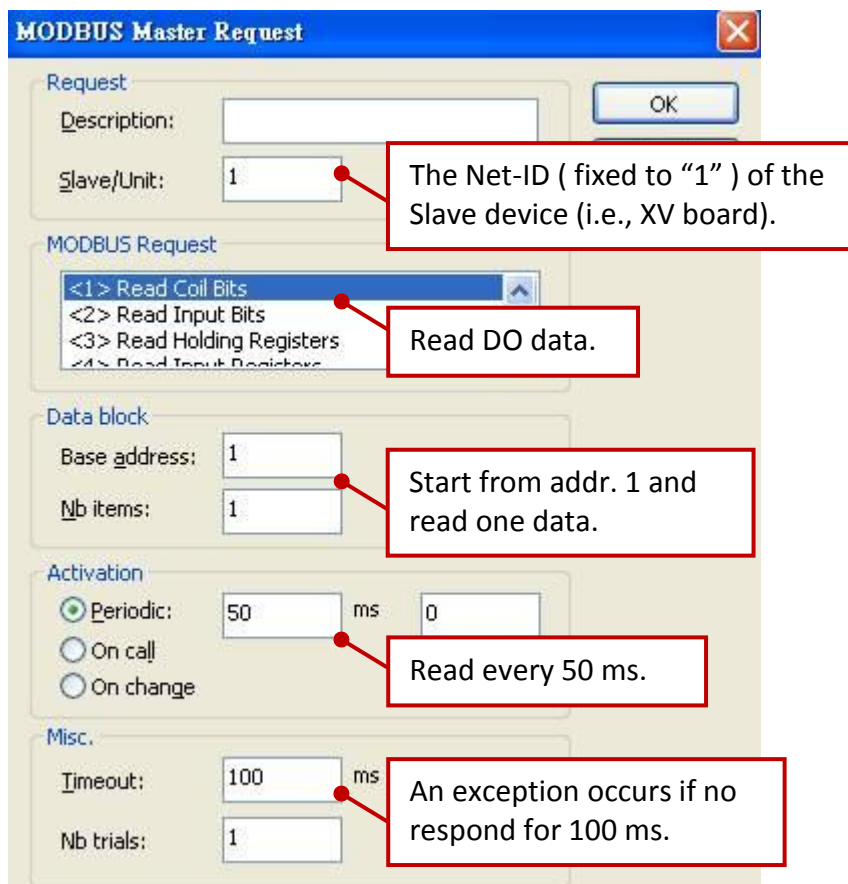 MODBUS Master Request
Request
OK
Description:
Slave/Unit:
1
The Net-ID ( fixed to “1” ) of the
Slave device (i.e., XV board).
MODBUS Request
<1> Read Coil Bits
<2> Read Input Bits
<3> Read Holding Registers
<4> Read Input Registers
Read DO data.
Data block
Base address:
1
Nb items:
1
Start from addr. 1 and
read one data.
Activation
Periodic:
50
ms
0
On call
On change
Read every 50 ms.
Misc.
Timeout:
100
ms
Nb trials:
1
An exception occurs if no
respond for 100 ms.